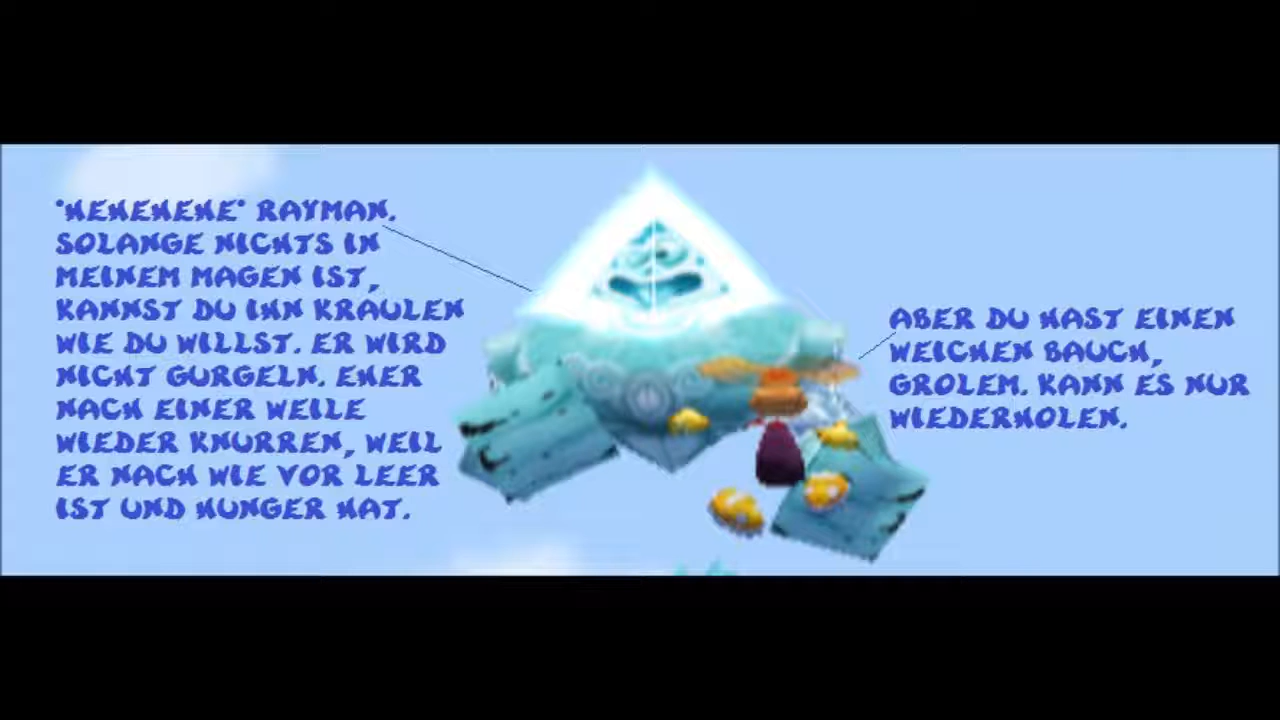 *HEHEHEHE* RAYMAN.
SOLANGE NICHTS IN
MEINEM MAGEN IST,
KANNST DU IHN KRAULEN
WIE DU WILLST. ER WIRD
NICHT GURGELN. EHER
NACH EINER WEILE
WIEDER KNURREN, WEIL
ER NACH WIE VOR LEER
IST UND HUNGER HAT.
ABER DU HAST EINEN
WEICHEN BAUCH,
GROLEM. KANN ES NUR
WIEDERHOLEN.